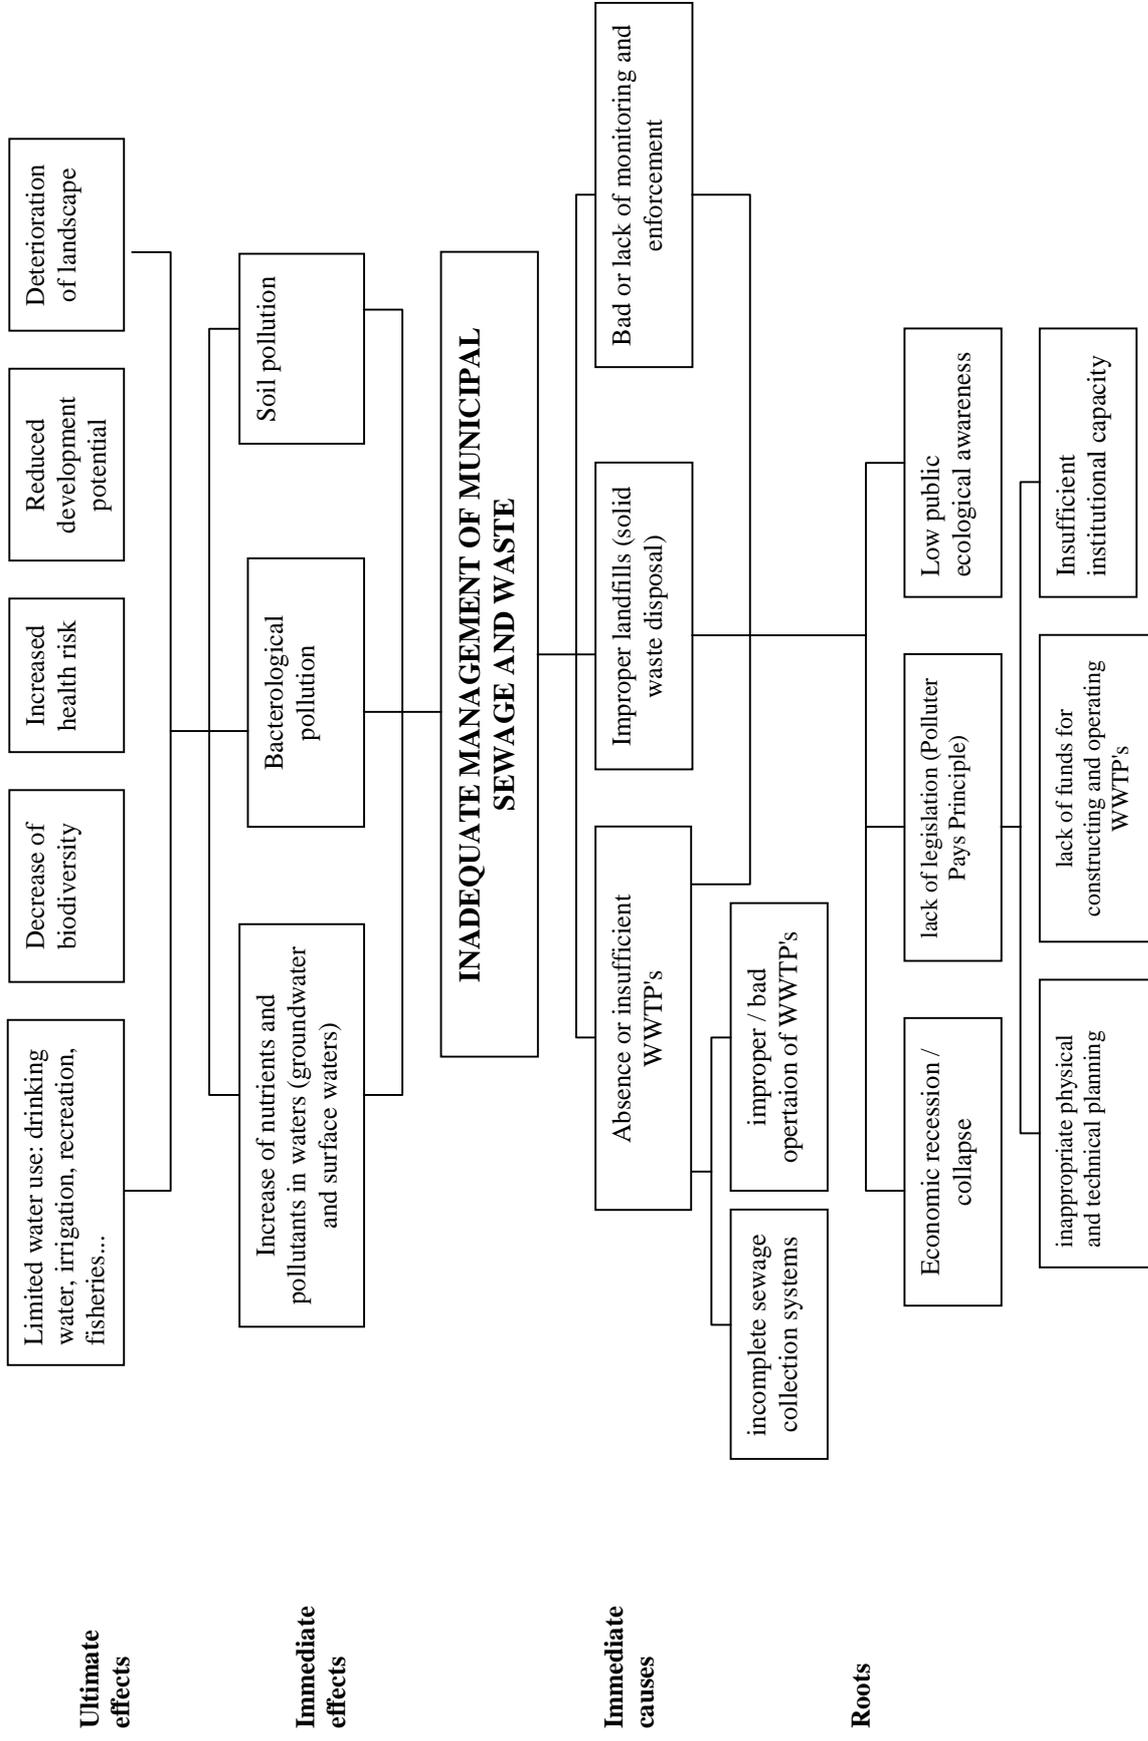 Ultimate
effects
Limited water use: drinking
water, irrigation, recreation,
fisheries...
Decrease of
biodiversity
Increased
health risk
Reduced
development
potential
Deterioration
of landscape
Immediate
effects
Increase of nutrients and
pollutants in waters (groundwater
and surface waters)
Bacterological
pollution
Soil pollution
INADEQUATE MANAGEMENT OF MUNICIPAL
SEWAGE AND WASTE
Immediate
causes
Absence or insufficient
WWTP's
Improper landfills (solid
waste disposal)
Bad or lack of monitoring and
enforcement
incomplete sewage
collection systems
improper / bad
opertaion of WWTP's
Roots
Economic recession /
collapse
lack of legislation (Polluter
Pays Principle)
Low public
ecological awareness
inappropriate physical
and technical planning
lack of funds for
constructing and operating
WWTP's
Insufficient
institutional capacity